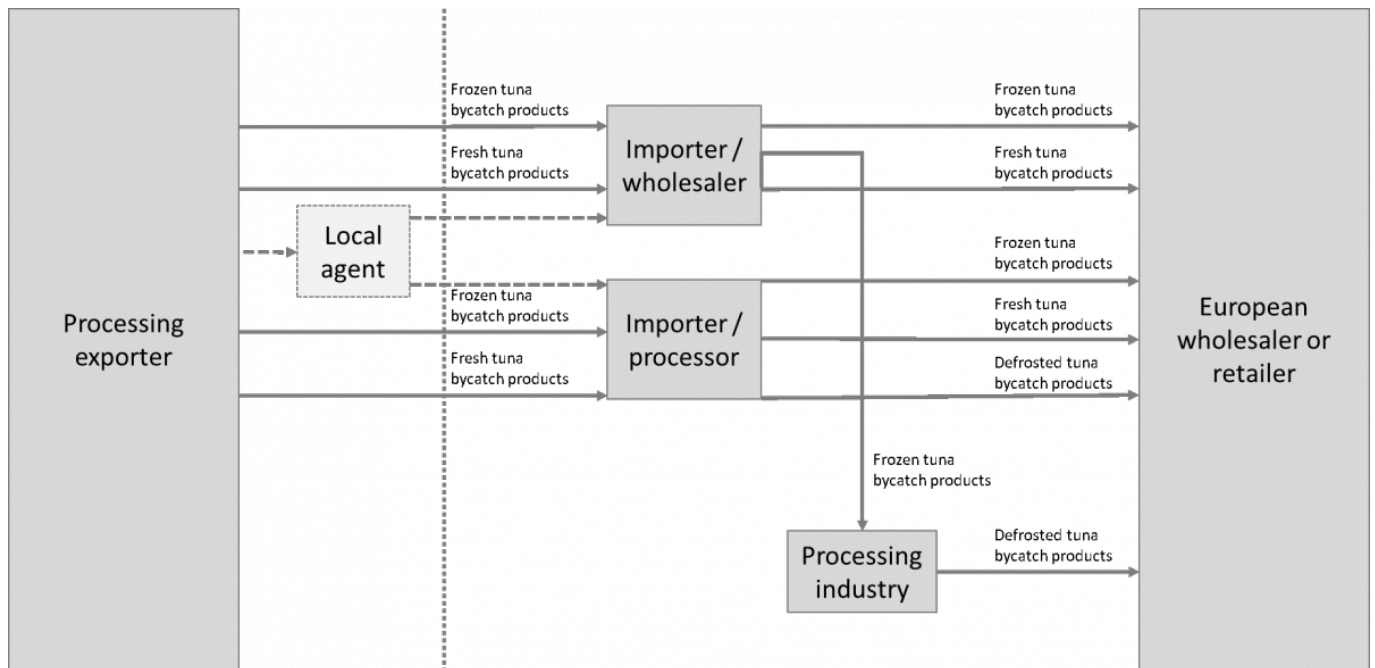 Processing
exporter
Local
agent
Frozen tuna
bycatch products
Fresh tuna
bycatch products
Frozen tuna
bycatch products
Fresh tuna
bycatch products
Importer /
wholesaler
Importer /
processor
Frozen tuna
bycatch products
Fresh tuna
bycatch products
Frozen tuna
bycatch products
Fresh tuna
bycatch products
Defrosted tuna
bycatch products
Frozen tuna
bycatch products
Processing
industry
Defrosted tuna
bycatch products
European
wholesaler or
retailer